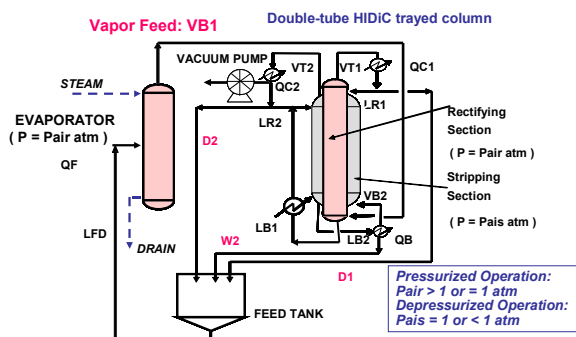 Vapor Feed: VB1
Double-tube HIDiC trayed column
VACUUM PUMP
VT2
VT1
QC1
STEAM
QC2
LR1
EVAPORATOR
( P = Pair atm )
LR2
Rectifying
Section
( P = Pair atm )
QF
D2
Stripping
Section
VB2
( P = Pais atm )
LFD
LB1
LB2
QB
DRAIN
W2
D1
Pressurized Operation:
Pair > 1 or = 1 atm
Depressurized Operation:
Pais = 1 or < 1 atm
FEED TANK